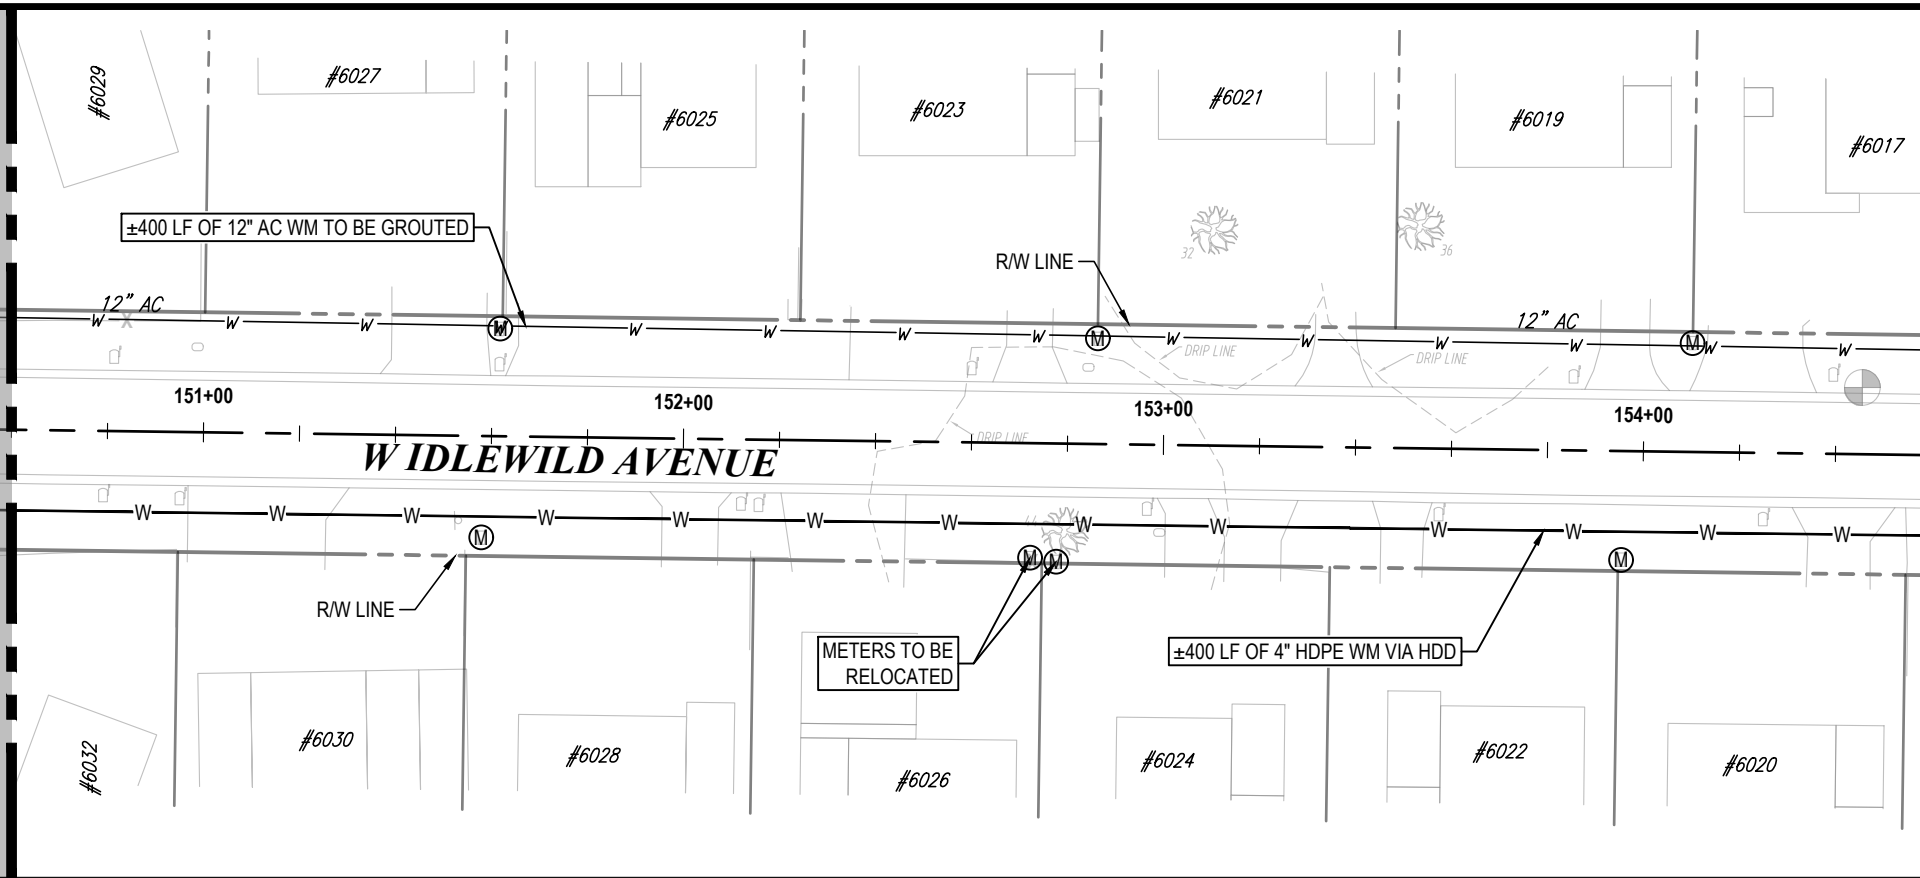 #6029
#6027
#6025
#6023
#6021
#6019
#6017
±400 LF OF 12" AC WM TO BE GROUTED
R/W LINE
32
36
12" AC
12" AC
W W W W W W W W W W W W W W
M M M
X
DRIP LINE
DRIP LINE
151+00
152+00
153+00
154+00
DRIP LINE
W IDLEWILD AVENUE
W W W W W W W W W W W W W
M M M M
R/W LINE
METERS TO BE
RELOCATED
±400 LF OF 4" HDPE WM VIA HDD
#6032
#6030
#6028
#6026
#6024
#6022
#6020